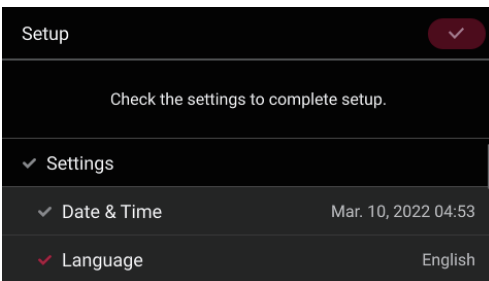 Setup
Check the settings to complete setup.
Settings
Date & Time Mar. 10, 2022 04:53
Language English